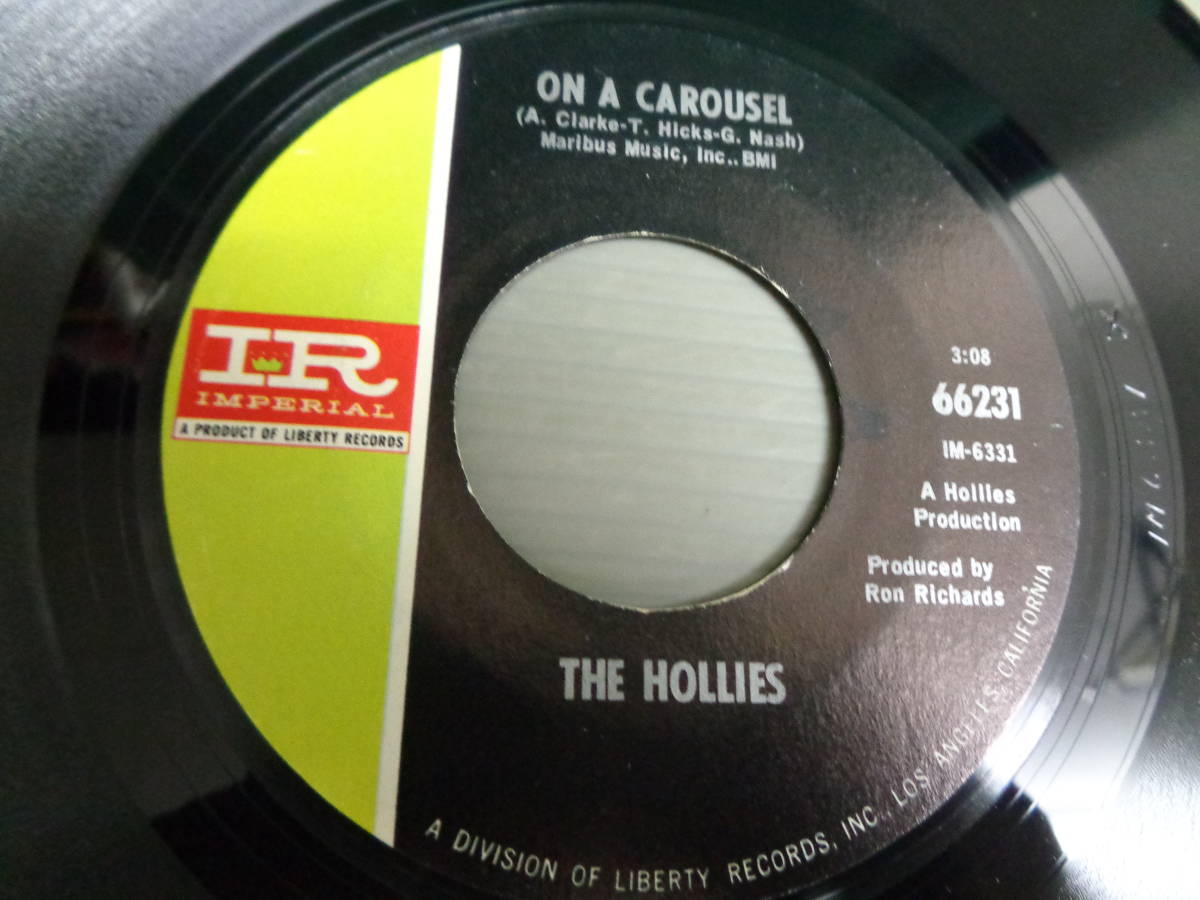 ON A CAROUSEL
(A. Clarke-T. Hicks-G. Nash)
Maribus Music, Inc.. BMI
IR
IMPERIAL
A PRODUCT OF LIBERTY RECORDS
3:08
66231
IM-6331
A Hollies
Production
Produced by
Ron Richards
THE HOLLIES
A DIVISION OF LIBERTY RECORDS, INC., LOS ANGELES, CALIFORNIA